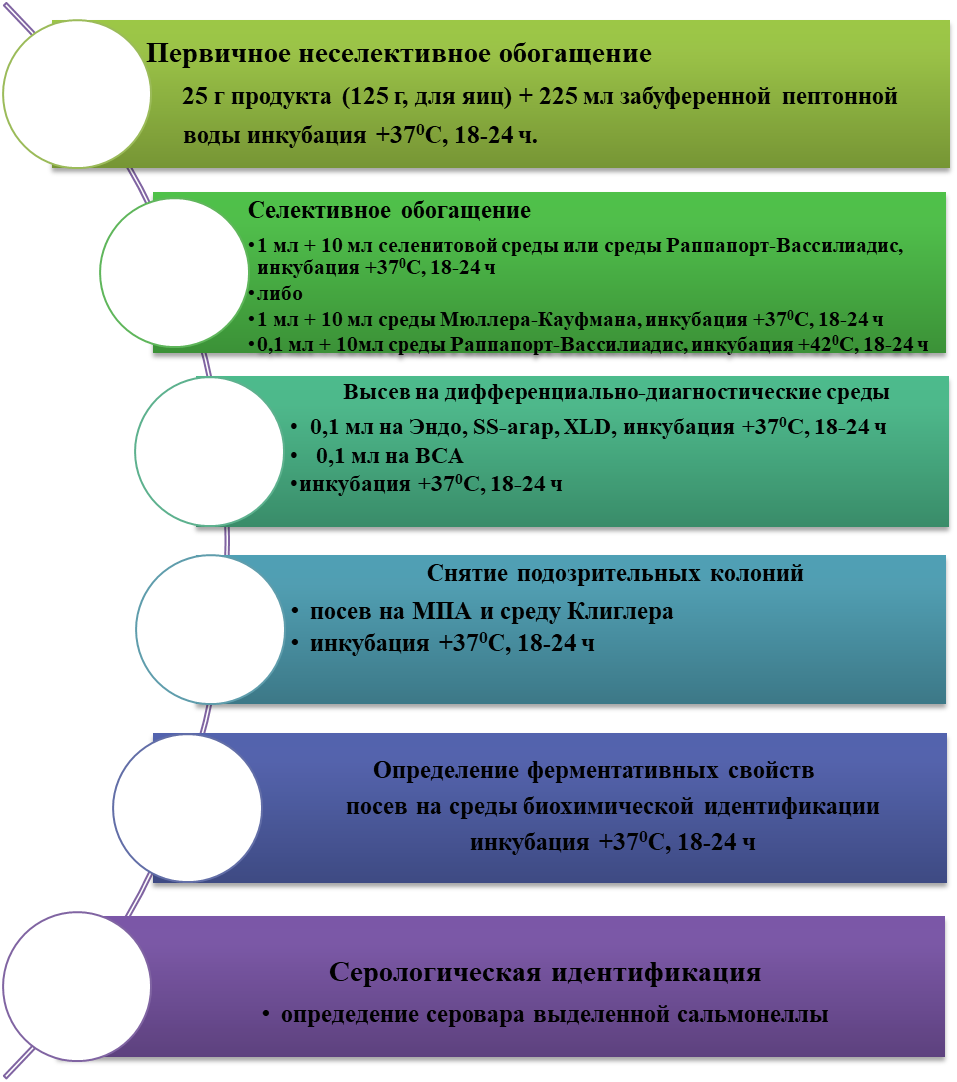 Первичное неселективное обогащение
25 г продукта (125 г, для яиц) + 225 мл забуференной пептонной
воды инкубация +37⁰С, 18-24 ч.
Селективное обогащение
•1 мл + 10 мл селенитовой среды или среды Раппапорт-Вассилиадис,
инкубация +37⁰С, 18-24 ч
•либо
•1 мл + 10 мл среды Мюллера-Кауфмана, инкубация +37⁰С, 18-24 ч
•0,1 мл + 10мл среды Раппапорт-Вассилиадис, инкубация +42⁰С, 18-24 ч
Высев на дифференциально-диагностические среды
• 0,1 мл на Эндо, SS-агар, XLD, инкубация +37⁰С, 18-24 ч
• 0,1 мл на ВСА
•инкубация +37⁰С, 18-24 ч
Снятие подозрительных колоний
• посев на МПА и среду Клиглера
• инкубация +37⁰С, 18-24 ч
Определение ферментативных свойств
посев на среды биохимической идентификации
инкубация +37⁰С, 18-24 ч
Серологическая идентификация
• опредедение серовара выделенной сальмонеллы